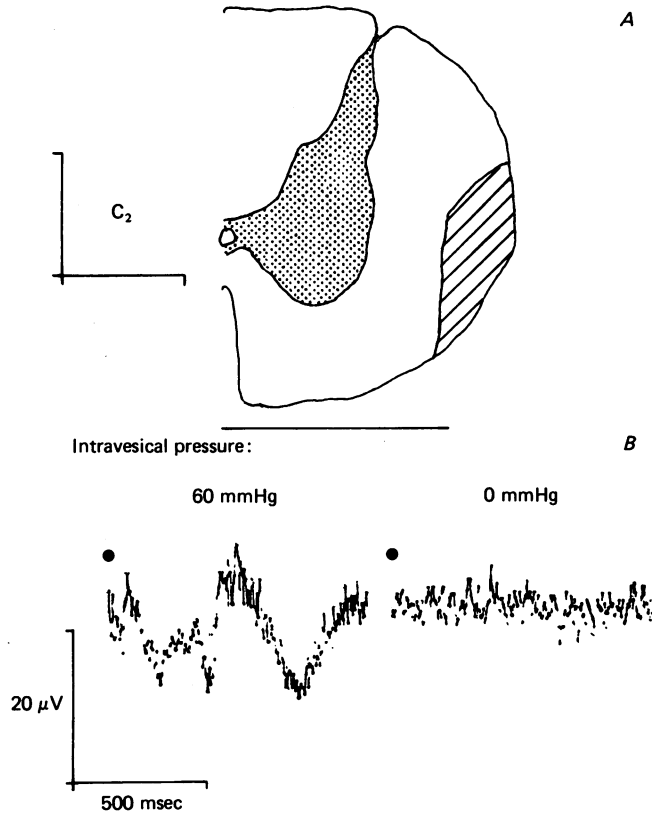 A
C₂
Intravesical pressure:
B
60 mmHg
0 mmHg
20 μV
500 msec